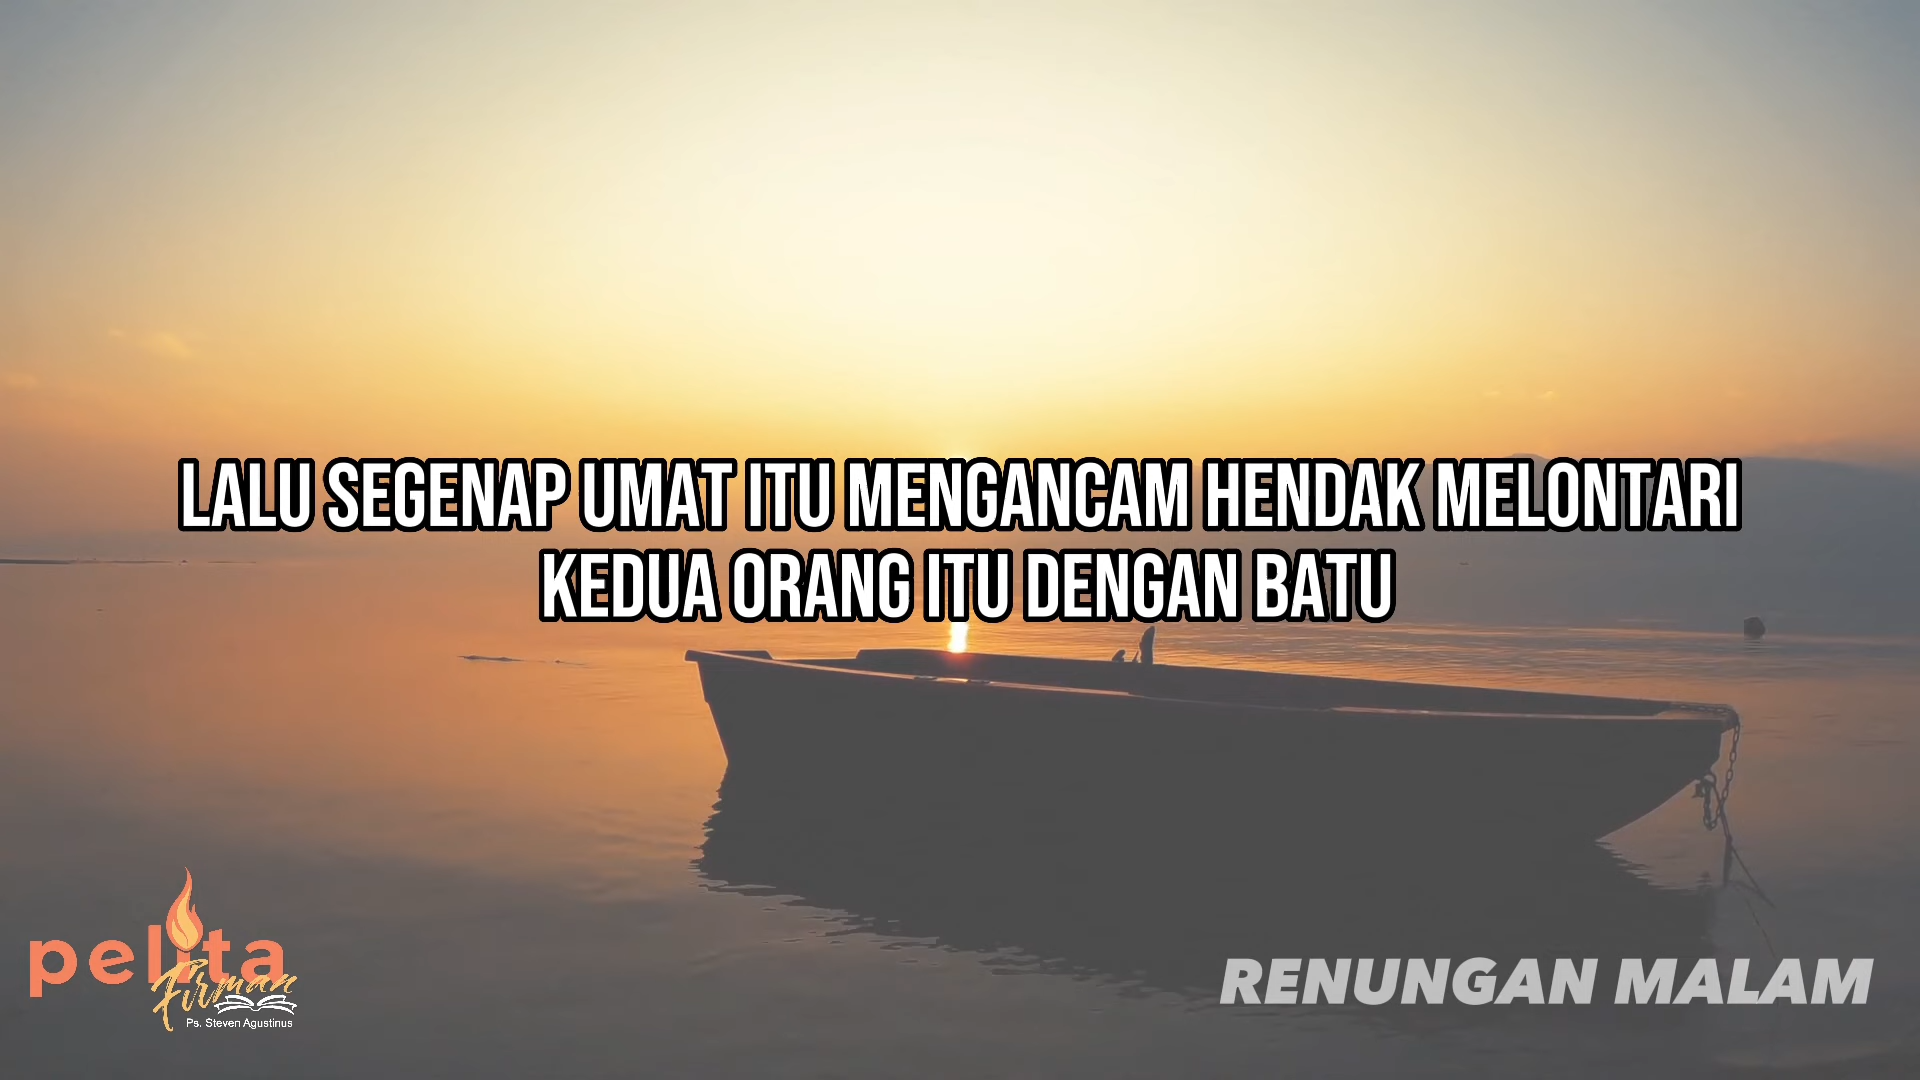 LALU SEGENAP UMAT ITU MENGANCAM HENDAK MELONTARI
KEDUA ORANG ITU DENGAN BATU
pelita
Firman
Ps. Steven Agustinus
RENUNGAN MALAM